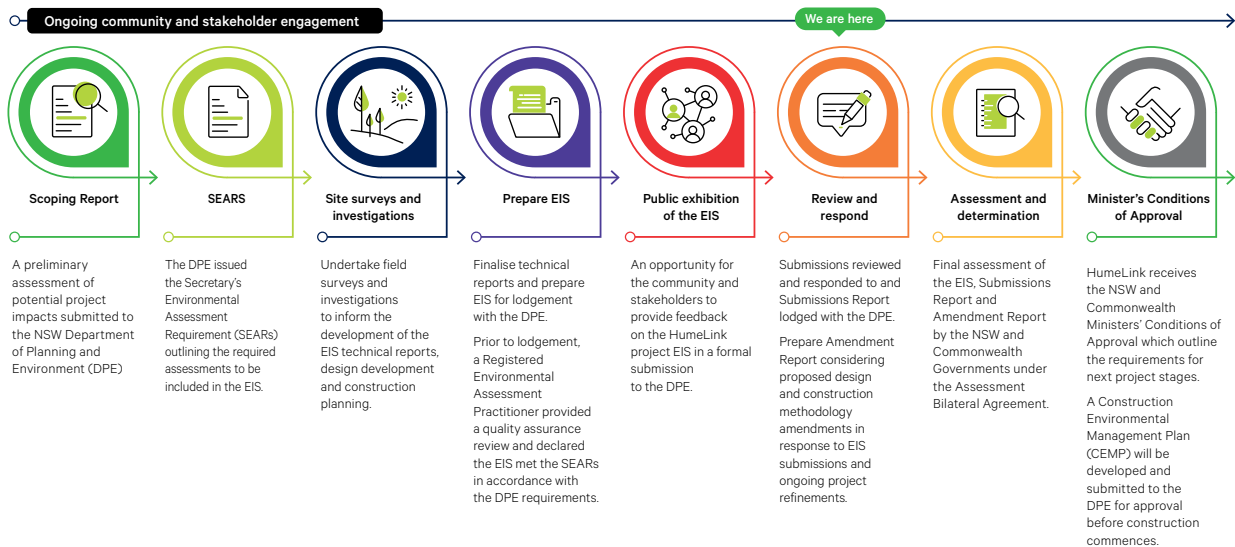 Ongoing community and stakeholder engagement
We are here
Scoping Report
A preliminary
assessment of
potential project
impacts submitted to
the NSW Department
of Planning and
Environment (DPE)
SEARS
The DPE issued
the Secretary's
Environmental
Assessment
Requirement (SEARs)
outlining the required
assessments to be
included in the EIS.
Site surveys and
investigations
Undertake field
surveys and
investigations
to inform the
development of the
EIS technical reports,
design development
and construction
planning.
Prepare EIS
Finalise technical
reports and prepare
EIS for lodgement
with the DPE.
Prior to lodgement,
a Registered
Environmental
Assessment
Practitioner provided
a quality assurance
review and declared
the EIS met the SEARs
in accordance with
the DPE requirements.
Public exhibition
of the EIS
An opportunity for
the community and
stakeholders to
provide feedback
on the HumeLink
project EIS in a formal
submission
to the DPE.
Review and
respond
Submissions reviewed
and responded to and
Submissions Report
lodged with the DPE.
Prepare Amendment
Report considering
proposed design
and construction
methodology
amendments in
response to EIS
submissions and
ongoing project
refinements.
Assessment and
determination
Final assessment of
the EIS, Submissions
Report and
Amendment Report
by the NSW and
Commonwealth
Governments under
the Assessment
Bilateral Agreement.
Minister's Conditions
of Approval
HumeLink receives
the NSW and
Commonwealth
Ministers' Conditions of
Approval which outline
the requirements for
next project stages.
A Construction
Environmental
Management Plan
(CEMP) will be
developed and
submitted to the
DPE for approval
before construction
commences.